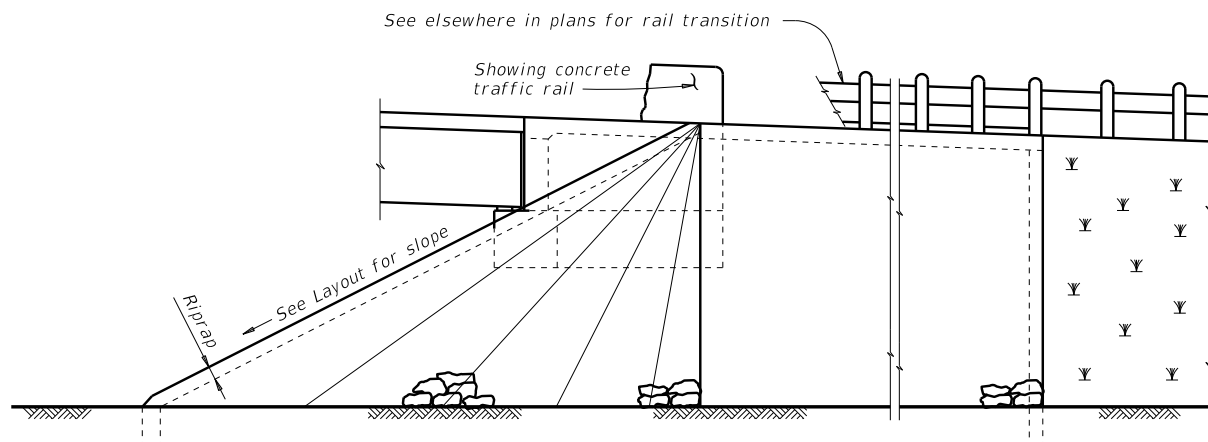 See elsewhere in plans for rail transition
Showing concrete
traffic rail
See Layout for slope
Riprap